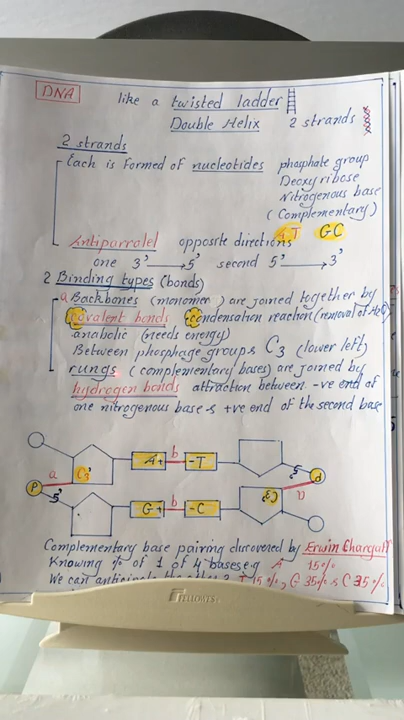 DNA
like a twisted ladder
Double Helix 2 strands
2 strands
Each is formed of nucleotides phosphate group
Deoxyribose
Nitrogenous base
(Complementary)
AT GC
Antiparrolel opposite directions
one 3' → 5' second 5' → 3'
2 Binding types (bonds)
a Backbones (monomer) are joined together by
covalent bonds condensation reaction (removal of H2O)
anabolic (needs energy)
Between phosphage groups C3 (lower left)
rungs (complementary bases) are joined by
hydrogen bonds attraction between -ve end of
one nitrogenous base & +ve end of the second base
C3' A+ b -T 5' P
a
P 5' G+ b -C C3' a
Complementary base pairing discovered by Erwin Chargaff
Knowing % of 1 of 4 bases e.g A 15%
We can anticipate the other 3 T 15%, G 35% & C 35%
FELLOWES